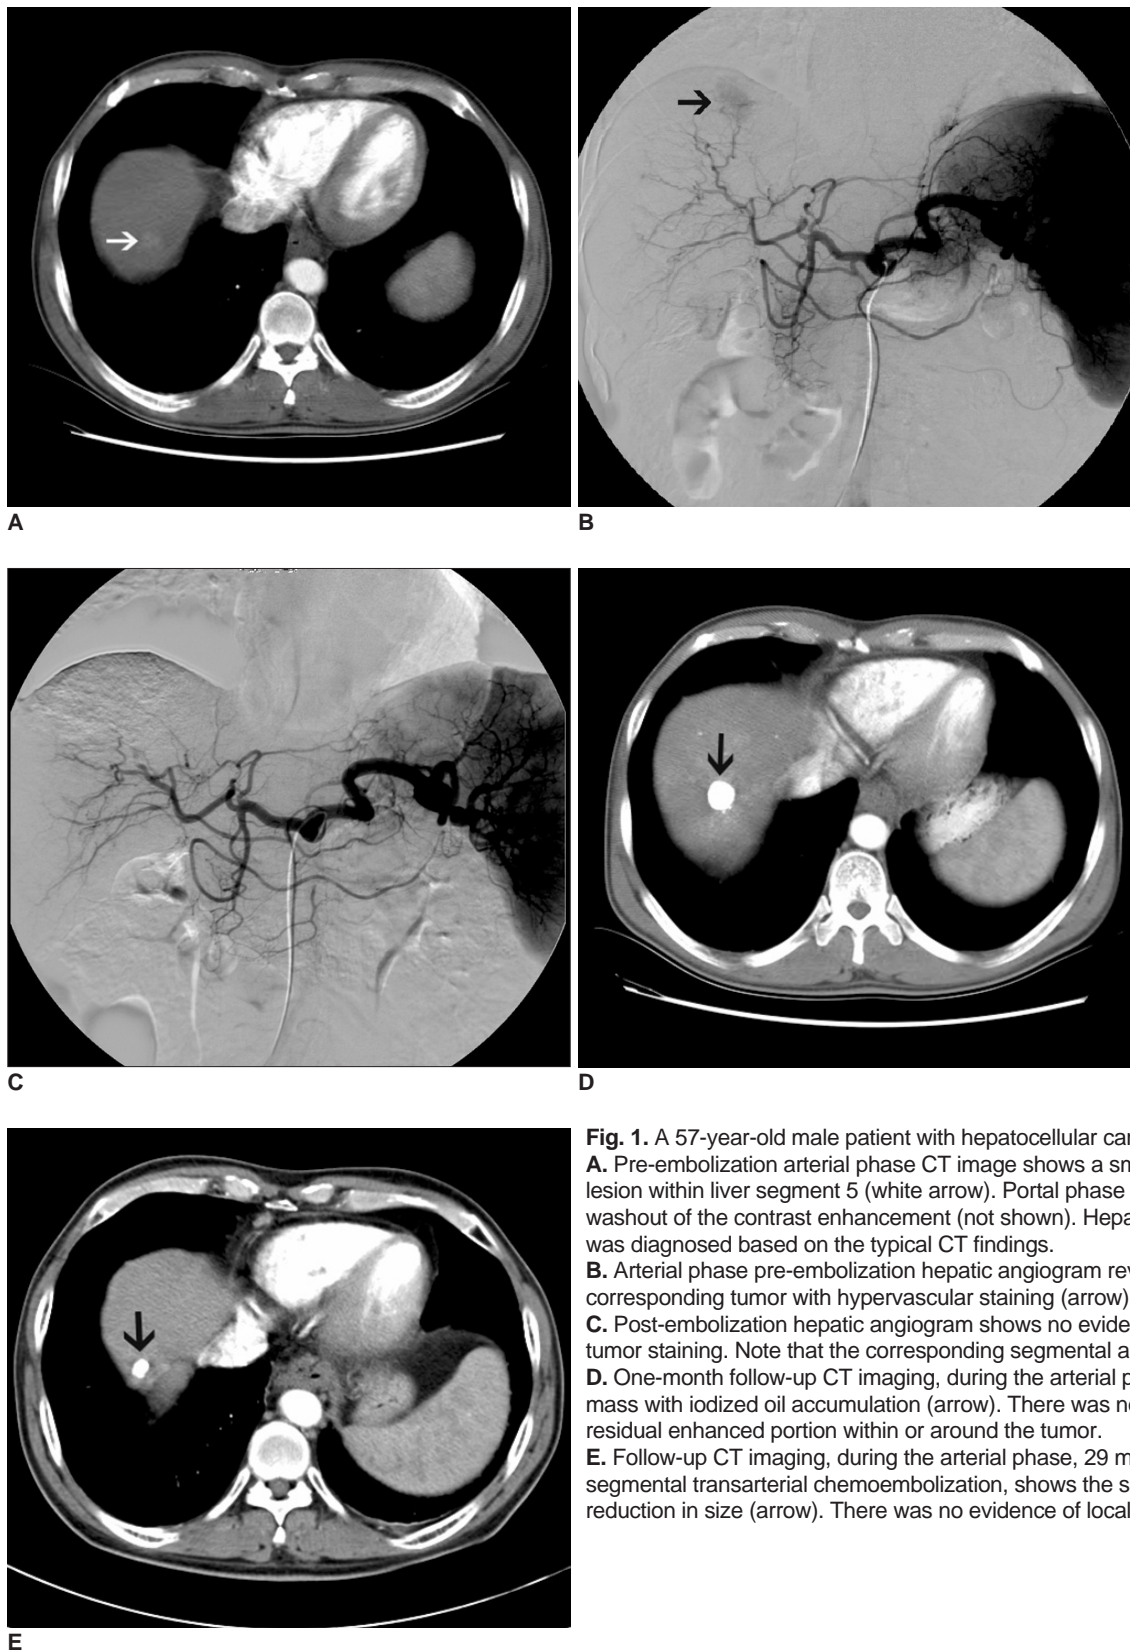 A
B
C
D
E
Fig. 1. A 57-year-old male patient with hepatocellular car
A. Pre-embolization arterial phase CT image shows a sn
lesion within liver segment 5 (white arrow). Portal phase
washout of the contrast enhancement (not shown). Hepa
was diagnosed based on the typical CT findings.
B. Arterial phase pre-embolization hepatic angiogram rev
corresponding tumor with hypervascular staining (arrow)
C. Post-embolization hepatic angiogram shows no evide
tumor staining. Note that the corresponding segmental a
D. One-month follow-up CT imaging, during the arterial p
mass with iodized oil accumulation (arrow). There was no
residual enhanced portion within or around the tumor.
E. Follow-up CT imaging, during the arterial phase, 29 m
segmental transarterial chemoembolization, shows the s
reduction in size (arrow). There was no evidence of local